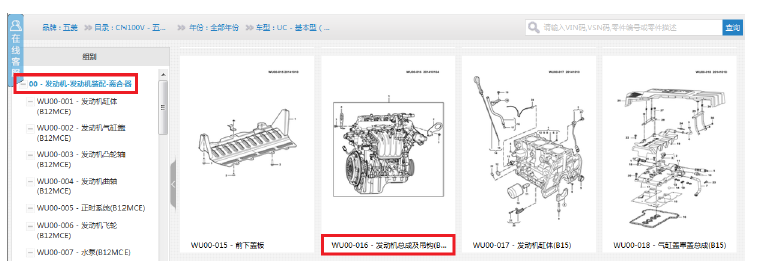 品牌：五菱 目录：CN100V - 五... 年份：全部年份 车型：UC - 基本型（...
请输入VIN码,VSN码,零件编号或零件描述 查询
在线客服
组别
00 - 发动机-发动机装配-离合器
WU00-001 - 发动机缸体
(B12MCE)
WU00-002 - 发动机气缸盖
(B12MCE)
WU00-003 - 发动机凸轮轴
(B12MCE)
WU00-004 - 发动机曲轴
(B12MCE)
WU00-005 - 正时系统(B12MCE)
WU00-006 - 发动机飞轮
(B12MCE)
WU00-007 - 水泵(B12MCE)
WU00-015 - 前下盖板
WU00-016 - 发动机总成及吊钩(B...
WU00-017 - 发动机缸体(B15)
WU00-018 - 气缸盖罩盖总成(B15)